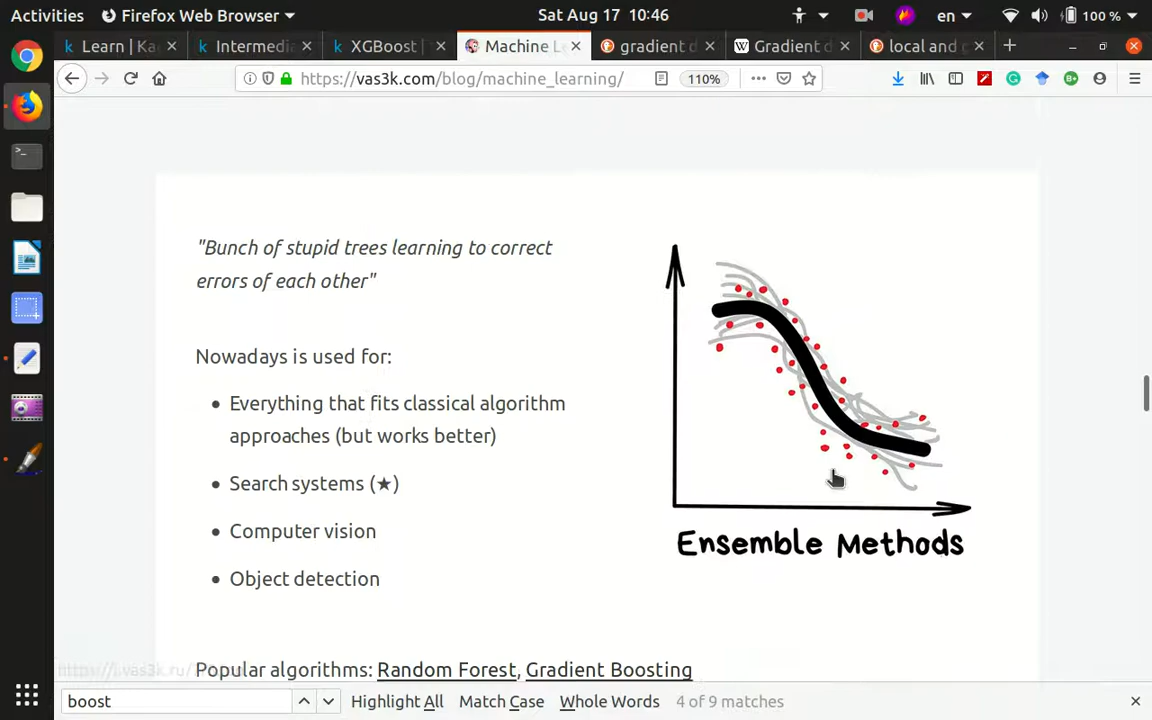 Activities Firefox Web Browser Sat Aug 17 10:46 en 100 %
Learn | Ka Intermedia XGBoost | Machine Le gradient d Gradient d local and g
https://vas3k.com/blog/machine_learning/ 110%
"Bunch of stupid trees learning to correct
errors of each other"
Nowadays is used for:
• Everything that fits classical algorithm
approaches (but works better)
• Search systems (★)
• Computer vision
• Object detection
Ensemble Methods
Popular algorithms: Random Forest, Gradient Boosting
boost Highlight All Match Case Whole Words 4 of 9 matches